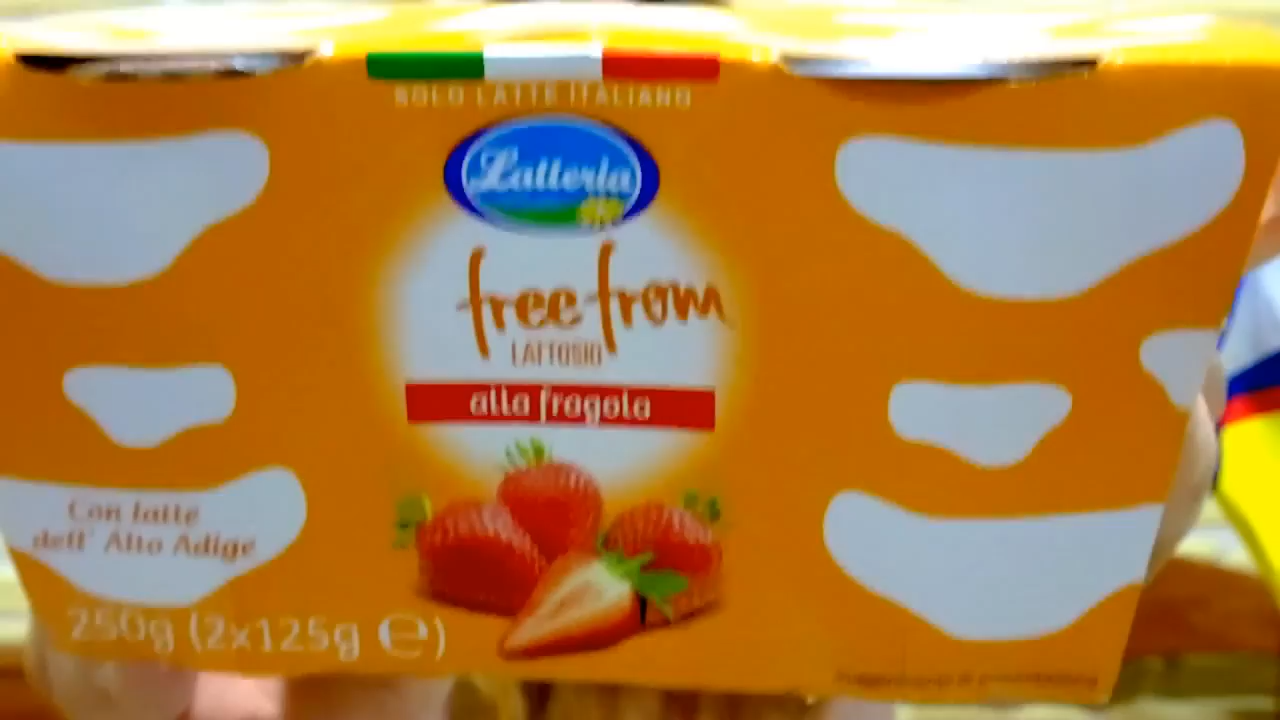 SOLO LATTE ITALIANO
Latteria
free from
LATTOSIO
alla fragola
Con latte
dell' Alto Adige
250g (2x125g e)